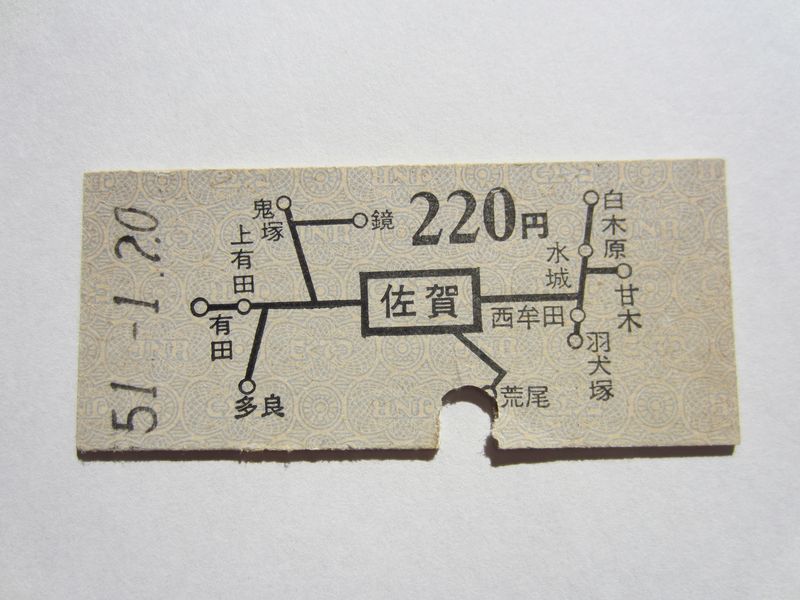 51-1.20
220円
鬼塚
鏡
上有田
有田
多良
佐賀
白木原
水城
甘木
西牟田
羽犬塚
荒尾